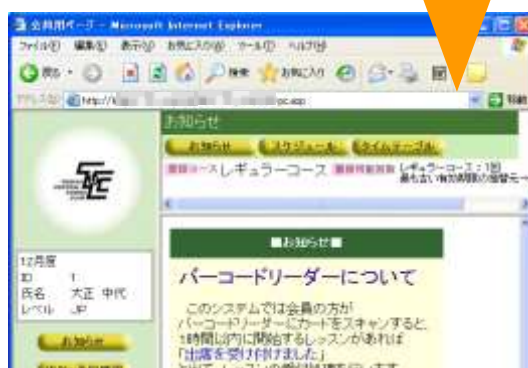 会員用ページ - Microsoft Internet Explorer
ファイル(F) 編集(E) 表示(V) お気に入り(A) ツール(T) ヘルプ(H)
戻る 検索 お気に入り
アドレス(D) http://k pc.asp 移動
お知らせ
お知らせ スケジュール タイムテーブル
コース レギュラーコース レギュラーコース:1回
■お知らせ■
12月度
ID 1
氏名 大正 中代
レベル JP
お知らせ
バーコードリーダーについて
このシステムでは会員の方が
バーコードリーダーにカードをスキャンすると、
1時間以内に開始するレッスンがあれば
「出席を受け付けました」